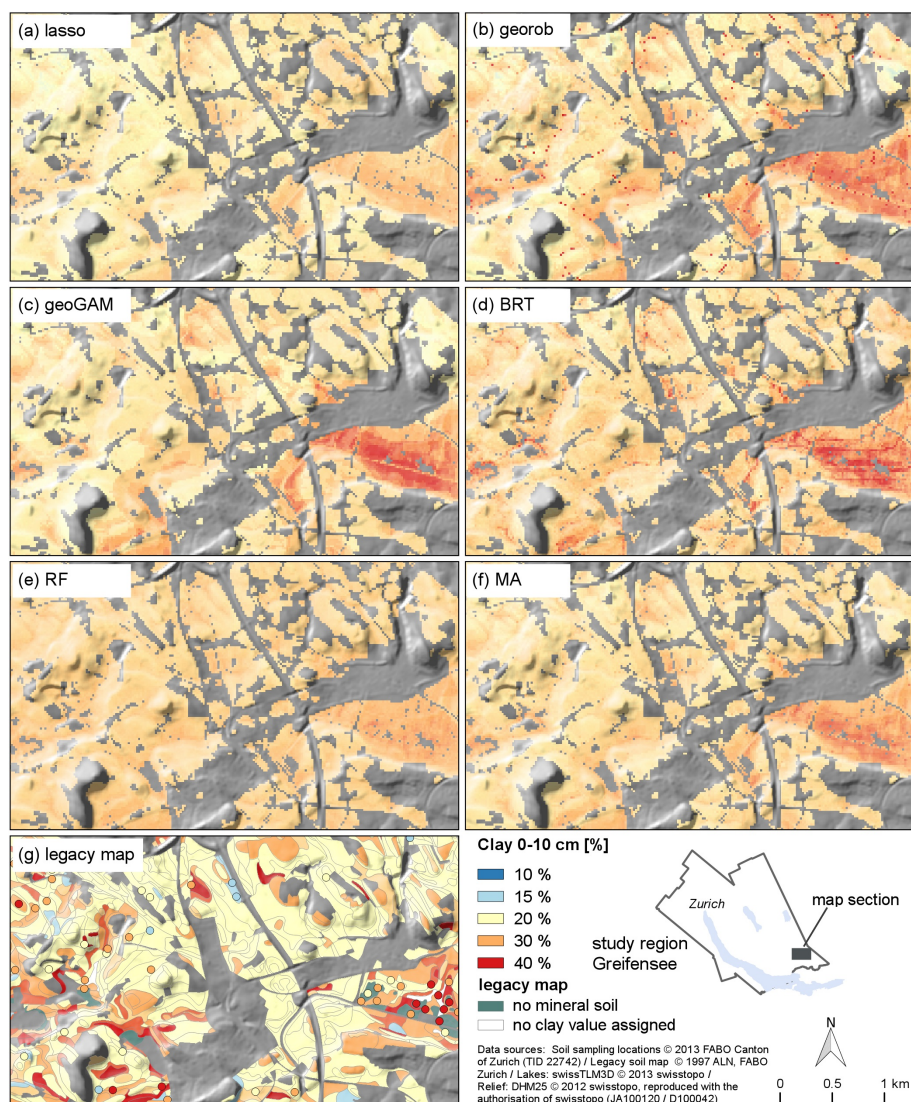 (a) lasso
(b) georob
(c) geoGAM
(d) BRT
(e) RF
(f) MA
(g) legacy map
Clay 0-10 cm [%]
10 %
15 %
20 %
30 %
40 %
legacy map
no mineral soil
no clay value assigned
Zurich
map section
study region
Greifensee
Data sources: Soil sampling locations © 2013 FABO Canton
of Zurich (TID 22742) / Legacy soil map © 1997 ALN, FABO
Zurich / Lakes: swissTLM3D © 2013 swisstopo /
Relief: DHM25 © 2012 swisstopo, reproduced with the
authorisation of swisstopo (JA100120 / D100042)
N
0 0.5 1 km